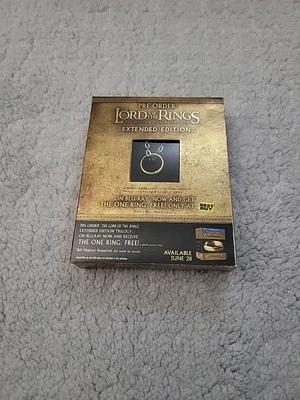 PRE-ORDER
THE LORD OF THE RINGS
EXTENDED EDITION
ON BLU-RAY NOW AND GET
THE ONE RING. FREE! ONLY AT
BEST BUY
PRE-ORDER THE LORD OF THE RINGS
EXTENDED EDITION TRILOGY
ON BLU-RAY NOW AND RECEIVE
THE ONE RING. FREE!
AVAILABLE
JUNE 28